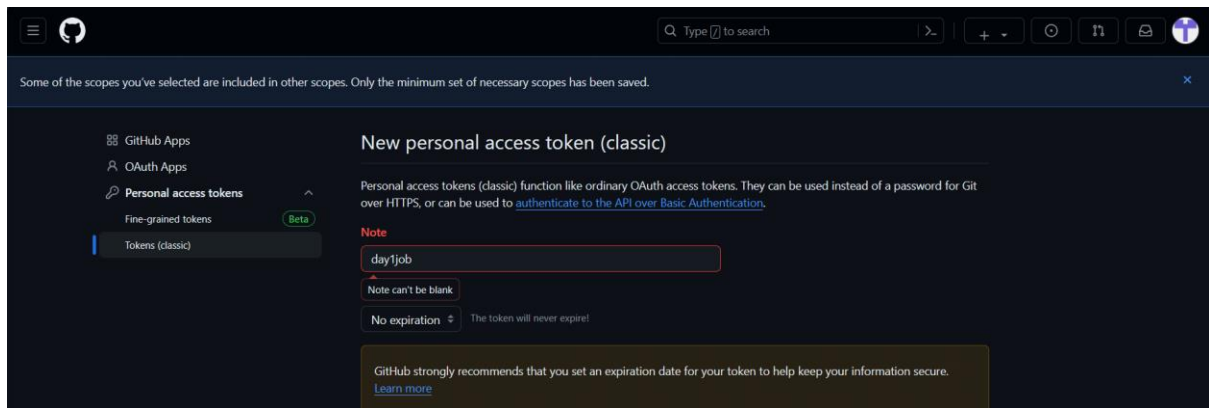 Type / to search
Some of the scopes you've selected are included in other scopes. Only the minimum set of necessary scopes has been saved.
GitHub Apps
OAuth Apps
Personal access tokens
Fine-grained tokens Beta
Tokens (classic)
New personal access token (classic)
Personal access tokens (classic) function like ordinary OAuth access tokens. They can be used instead of a password for Git
over HTTPS, or can be used to authenticate to the API over Basic Authentication.
Note
day1job
Note can't be blank
No expiration The token will never expire!
GitHub strongly recommends that you set an expiration date for your token to help keep your information secure.
Learn more